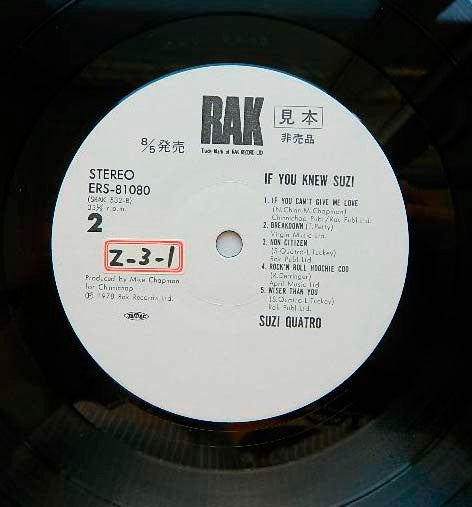 RAK
Trade Mark of RAK RECORDS LTD
見本
非売品
8/5発売
STEREO
ERS-81080
(SRAK 532-B)
33⅓ r.p.m.
2
Z-3-1
Produced by Mike Chapman
for Chinnichap
Ⓟ 1978 Rak Records Ltd.
IF YOU KNEW SUZI
1. IF YOU CAN'T GIVE ME LOVE
(N.Chinn-M.Chapman)
Chinnichap Publ/Rak Publ.Ltd.
2. BREAKDOWN (T.Petty)
Virgin Music Ltd.
3. NON CITIZEN
(S.Quatro-L.Tuckey)
Rak Publ.Ltd.
4. ROCK'N ROLL HOOCHIE COO
(R.Derringer)
April Music Ltd.
5. WISER THAN YOU
(S.Quatro-L.Tuckey)
Rak Publ.Ltd.
SUZI QUATRO